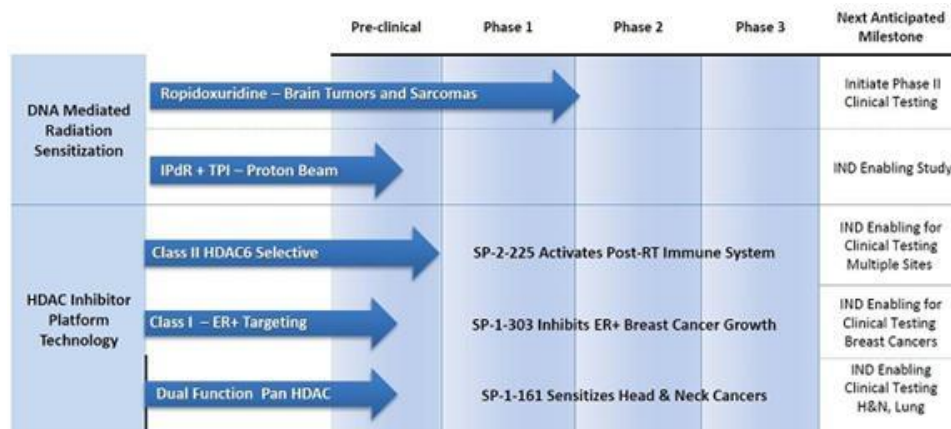 Pre-clinical Phase 1 Phase 2 Phase 3 Next Anticipated
Milestone
DNA Mediated
Radiation
Sensitization
Ropidoxuridine – Brain Tumors and Sarcomas
Initiate Phase II
Clinical Testing
IPdR + TPI – Proton Beam
IND Enabling Study
HDAC Inhibitor
Platform
Technology
Class II HDAC6 Selective
SP-2-225 Activates Post-RT Immune System
IND Enabling for
Clinical Testing
Multiple Sites
Class I – ER+ Targeting
SP-1-303 Inhibits ER+ Breast Cancer Growth
IND Enabling for
Clinical Testing
Breast Cancers
Dual Function Pan HDAC
SP-1-161 Sensitizes Head & Neck Cancers
IND Enabling
Clinical Testing
H&N, Lung